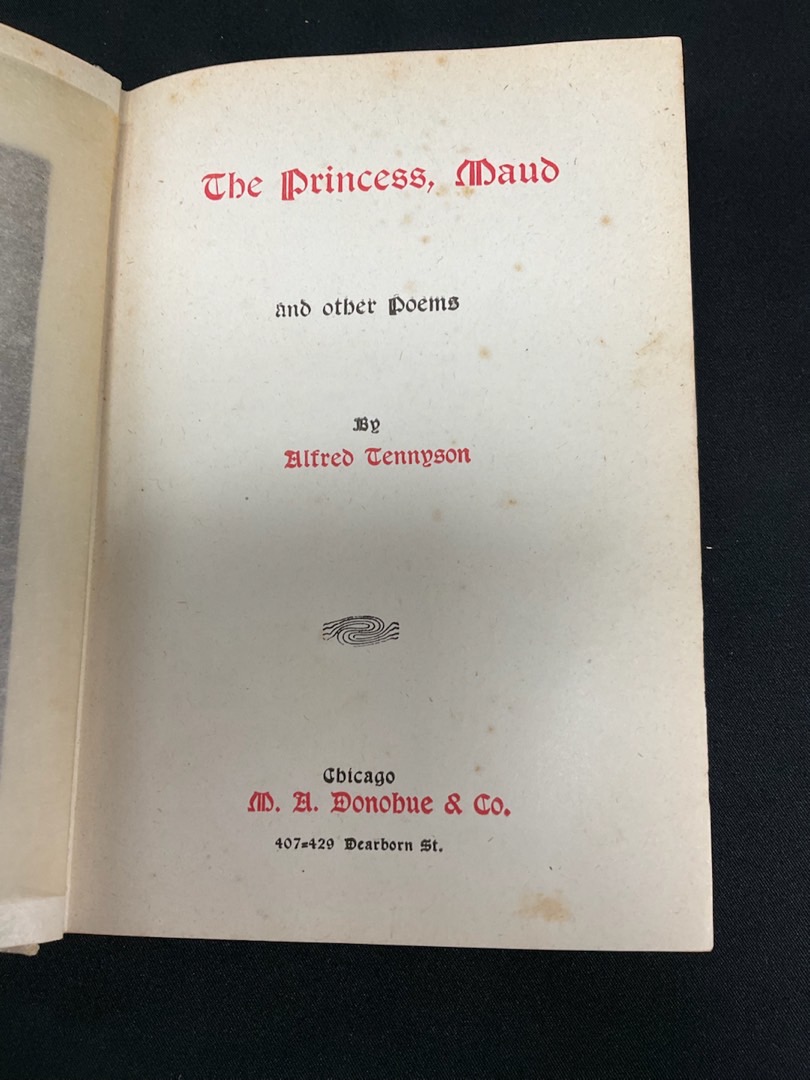 The Princess, Maud
and other Poems
By
Alfred Tennyson
Chicago
M. A. Donohue & Co.
407=429 Dearborn St.